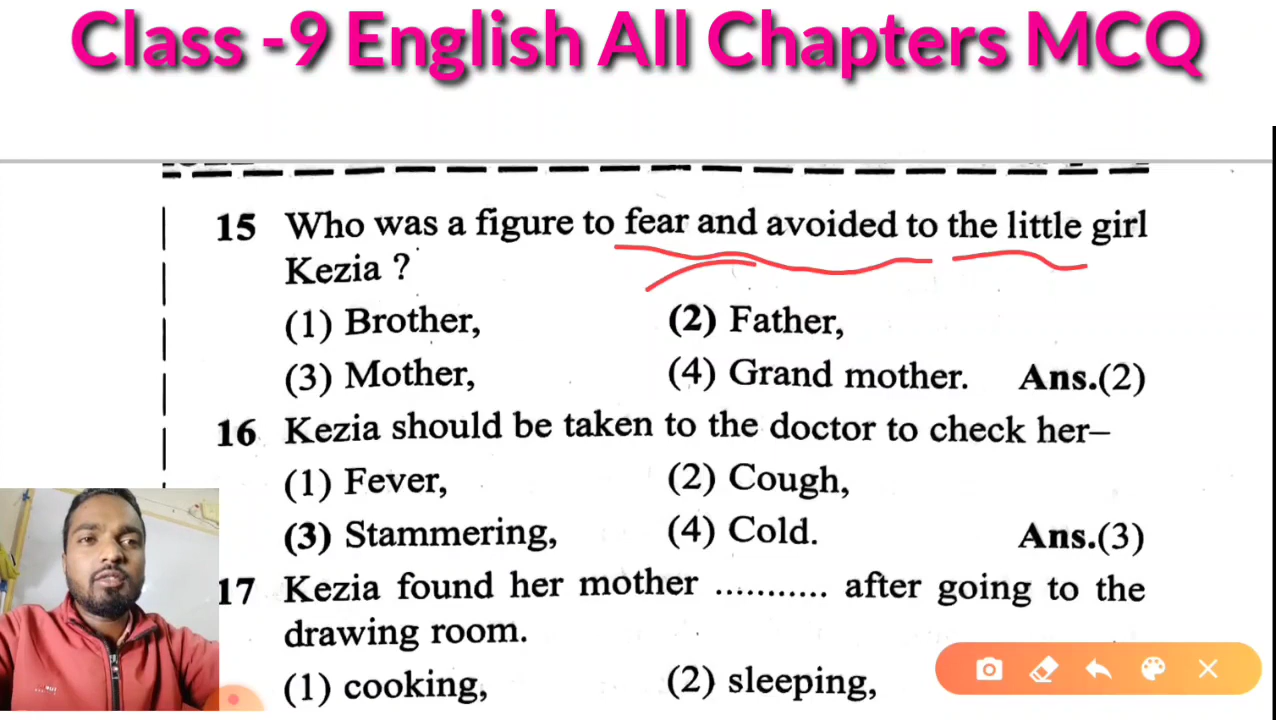 Class -9 English All Chapters MCQ
15 Who was a figure to fear and avoided to the little girl
Kezia ?
(1) Brother, (2) Father,
(3) Mother, (4) Grand mother. Ans.(2)
16 Kezia should be taken to the doctor to check her–
(1) Fever, (2) Cough,
(3) Stammering, (4) Cold. Ans.(3)
17 Kezia found her mother ........... after going to the
drawing room.
(1) cooking, (2) sleeping,